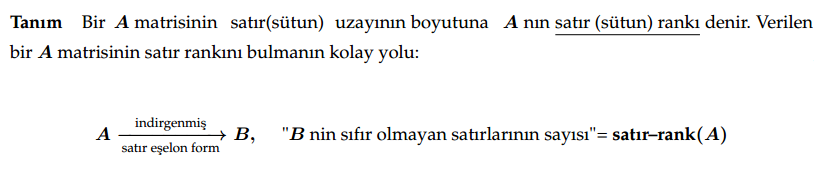 Tanım Bir A matrisinin satır(sütun) uzayının boyutuna A nın satır (sütun) rankı denir. Verilen
bir A matrisinin satır rankını bulmanın kolay yolu:
indirgenmiş
A → B, "B nin sıfır olmayan satırlarının sayısı"= satır–rank(A)
satır eşelon form